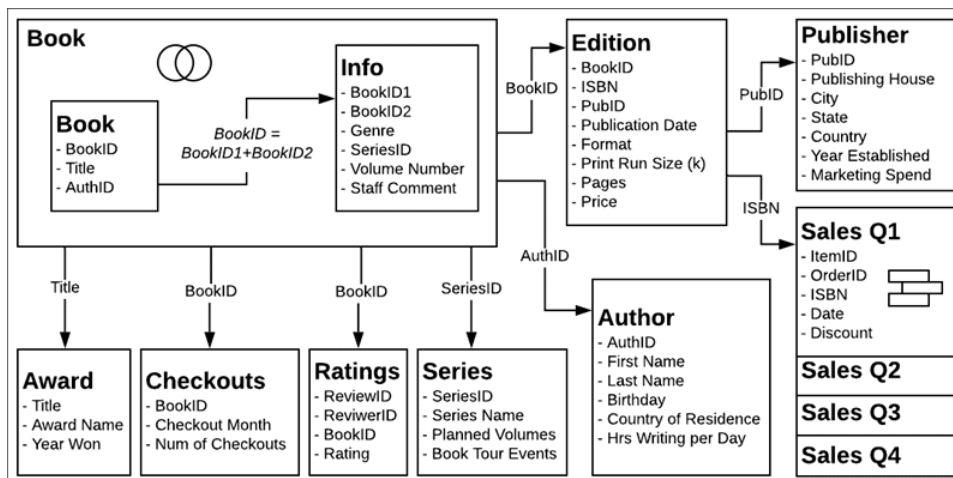 Book
Book
- BookID
- Title
- AuthID
BookID =
BookID1+BookID2
Info
- BookID1
- BookID2
- Genre
- SeriesID
- Volume Number
- Staff Comment
BookID
Edition
- BookID
- ISBN
- PubID
- Publication Date
- Format
- Print Run Size (k)
- Pages
- Price
PubID
Publisher
- PubID
- Publishing House
- City
- State
- Country
- Year Established
- Marketing Spend
ISBN
Sales Q1
- ItemID
- OrderID
- ISBN
- Date
- Discount
Sales Q2
Sales Q3
Sales Q4
Title
BookID
BookID
SeriesID
AuthID
Award
- Title
- Award Name
- Year Won
Checkouts
- BookID
- Checkout Month
- Num of Checkouts
Ratings
- ReviewID
- ReviwerID
- BookID
- Rating
Series
- SeriesID
- Series Name
- Planned Volumes
- Book Tour Events
Author
- AuthID
- First Name
- Last Name
- Birthday
- Country of Residence
- Hrs Writing per Day